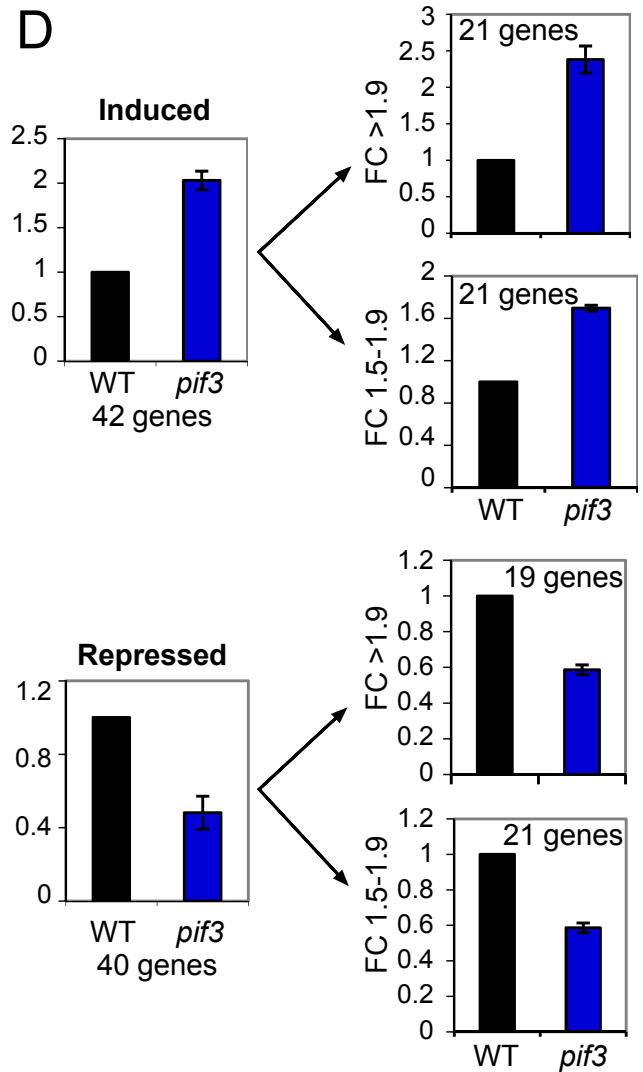 D
Induced
2.5
2
1.5
1
0.5
0
WT pif3
42 genes
FC >1.9
3
2.5
2
1.5
1
0.5
0
21 genes
FC 1.5-1.9
2
1.6
1.2
0.8
0.4
0
21 genes
WT pif3
Repressed
1.2
0.8
0.4
0
WT pif3
40 genes
FC >1.9
1.2
1
0.8
0.6
0.4
0.2
0
19 genes
FC 1.5-1.9
1.2
1
0.8
0.6
0.4
0.2
0
21 genes
WT pif3